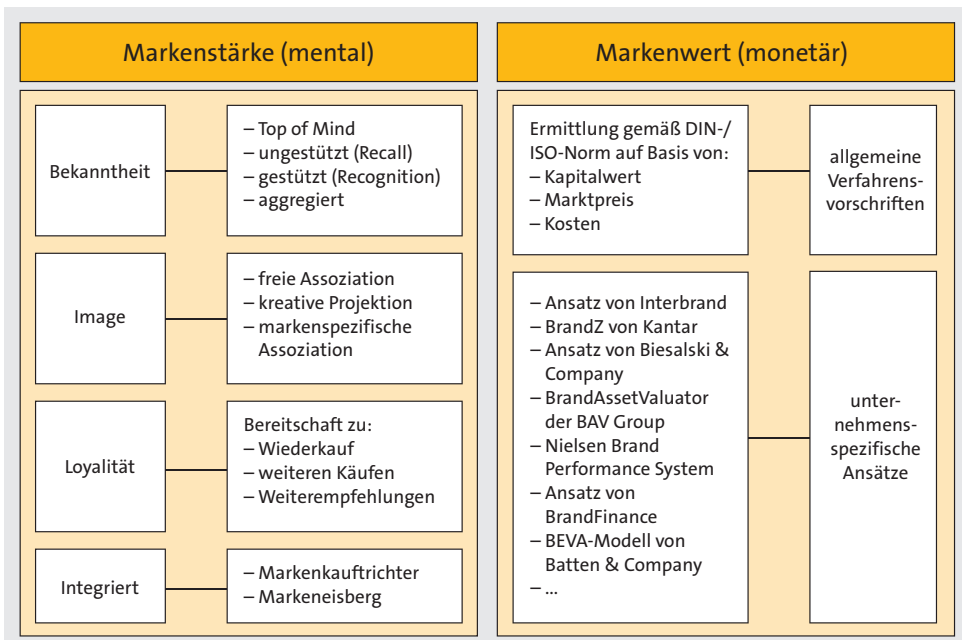 Markenstärke (mental)
Bekanntheit
– Top of Mind
– ungestützt (Recall)
– gestützt (Recognition)
– aggregiert
Image
– freie Assoziation
– kreative Projektion
– markenspezifische
Assoziation
Loyalität
Bereitschaft zu:
– Wiederkauf
– weiteren Käufen
– Weiterempfehlungen
Integriert
– Markenkauftrichter
– Markeneisberg
Markenwert (monetär)
Ermittlung gemäß DIN-/
ISO-Norm auf Basis von:
– Kapitalwert
– Marktpreis
– Kosten
allgemeine
Verfahrens-
vorschriften
– Ansatz von Interbrand
– BrandZ von Kantar
– Ansatz von Biesalski &
Company
– BrandAssetValuator
der BAV Group
– Nielsen Brand
Performance System
– Ansatz von
BrandFinance
– BEVA-Modell von
Batten & Company
– ...
unter-
nehmens-
spezifische
Ansätze